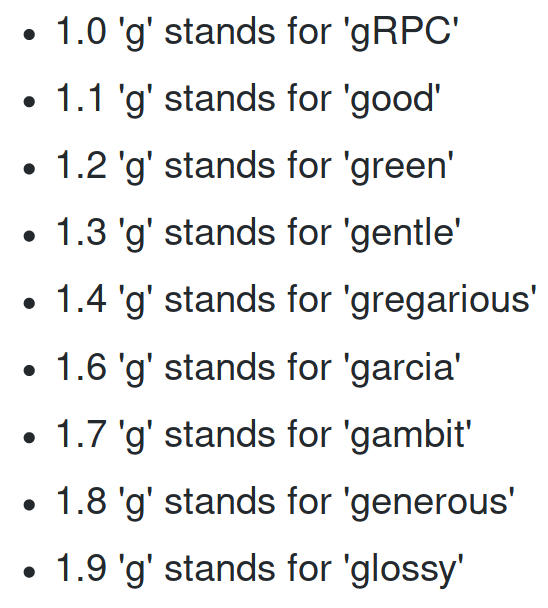 • 1.0 'g' stands for 'gRPC'
• 1.1 'g' stands for 'good'
• 1.2 'g' stands for 'green'
• 1.3 'g' stands for 'gentle'
• 1.4 'g' stands for 'gregarious'
• 1.6 'g' stands for 'garcia'
• 1.7 'g' stands for 'gambit'
• 1.8 'g' stands for 'generous'
• 1.9 'g' stands for 'glossy'